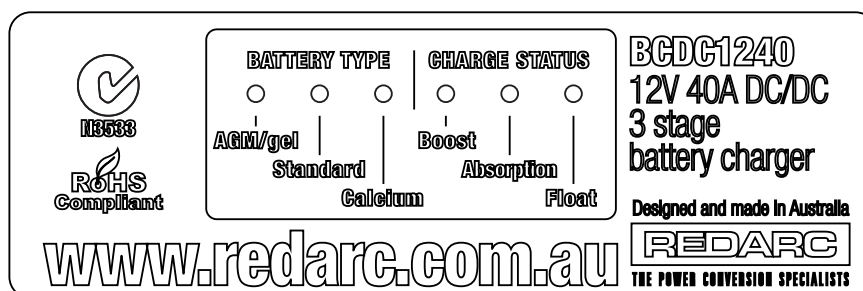 N3533
RoHS
Compliant
BATTERY TYPE
AGM/gel
Standard
Calcium
CHARGE STATUS
Boost
Absorption
Float
BCDC1240
12V 40A DC/DC
3 stage
battery charger
Designed and made in Australia
REDARC
THE POWER CONVERSION SPECIALISTS
www.redarc.com.au